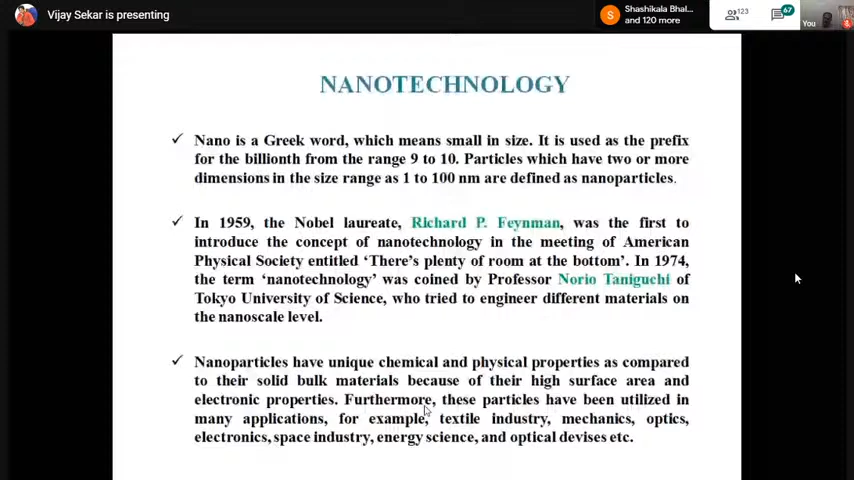 Vijay Sekar is presenting
S
Shashikala Bhal...
and 120 more
123
67
You
NANOTECHNOLOGY
✓ Nano is a Greek word, which means small in size. It is used as the prefix
for the billionth from the range 9 to 10. Particles which have two or more
dimensions in the size range as 1 to 100 nm are defined as nanoparticles.
✓ In 1959, the Nobel laureate, Richard P. Feynman, was the first to
introduce the concept of nanotechnology in the meeting of American
Physical Society entitled ‘There’s plenty of room at the bottom’. In 1974,
the term ‘nanotechnology’ was coined by Professor Norio Taniguchi of
Tokyo University of Science, who tried to engineer different materials on
the nanoscale level.
✓ Nanoparticles have unique chemical and physical properties as compared
to their solid bulk materials because of their high surface area and
electronic properties. Furthermore, these particles have been utilized in
many applications, for example, textile industry, mechanics, optics,
electronics, space industry, energy science, and optical devises etc.